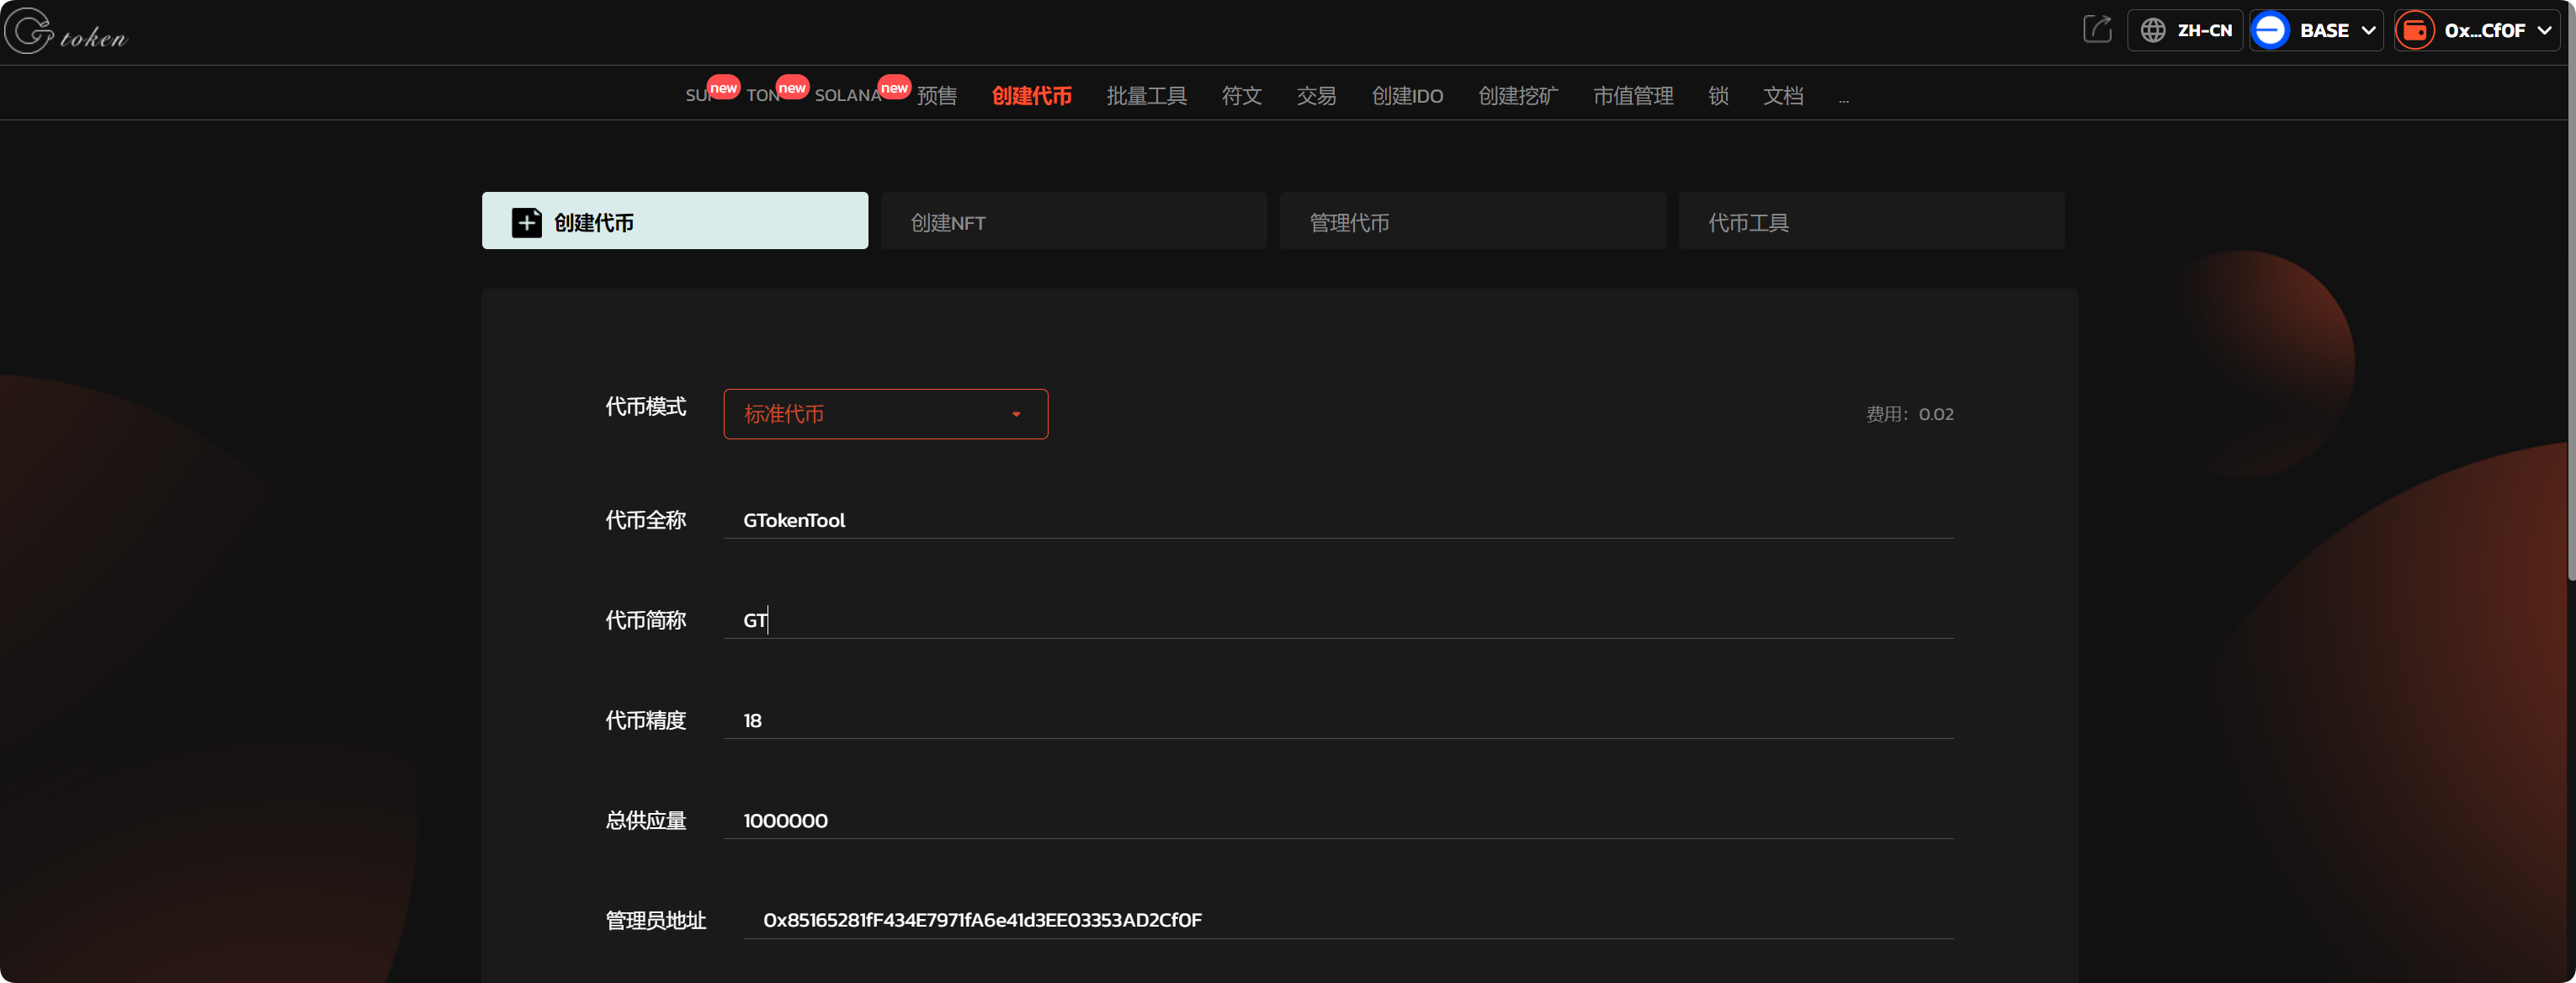 G token
ZH-CN
BASE
0x...Cf0F
new
TON
new
SOLANA
new
预售
创建代币
批量工具
符文
交易
创建IDO
创建挖矿
市值管理
锁
文档
...
创建代币
创建NFT
管理代币
代币工具
代币模式
标准代币
费用：0.02
代币全称
GTokenTool
代币简称
GT
代币精度
18
总供应量
1000000
管理员地址
0x85165281fF434E7971fA6e41d3EE03353AD2Cf0F